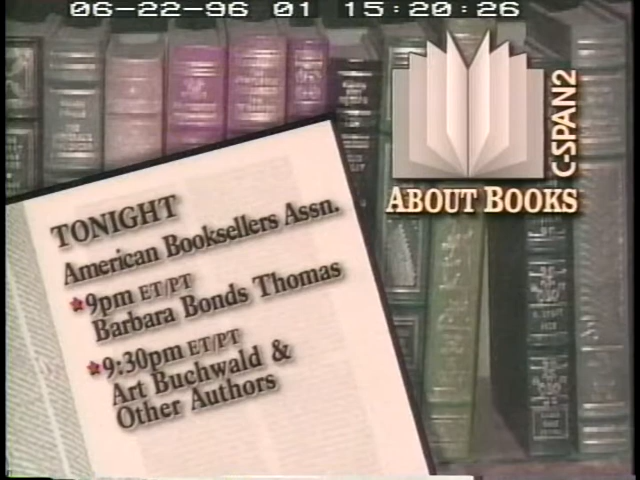 06-22-96 01 15:20:26
C-SPAN2
ABOUT BOOKS
TONIGHT
American Booksellers Assn.
9pm ET/PT
Barbara Bonds Thomas
9:30pm ET/PT
Art Buchwald &
Other Authors